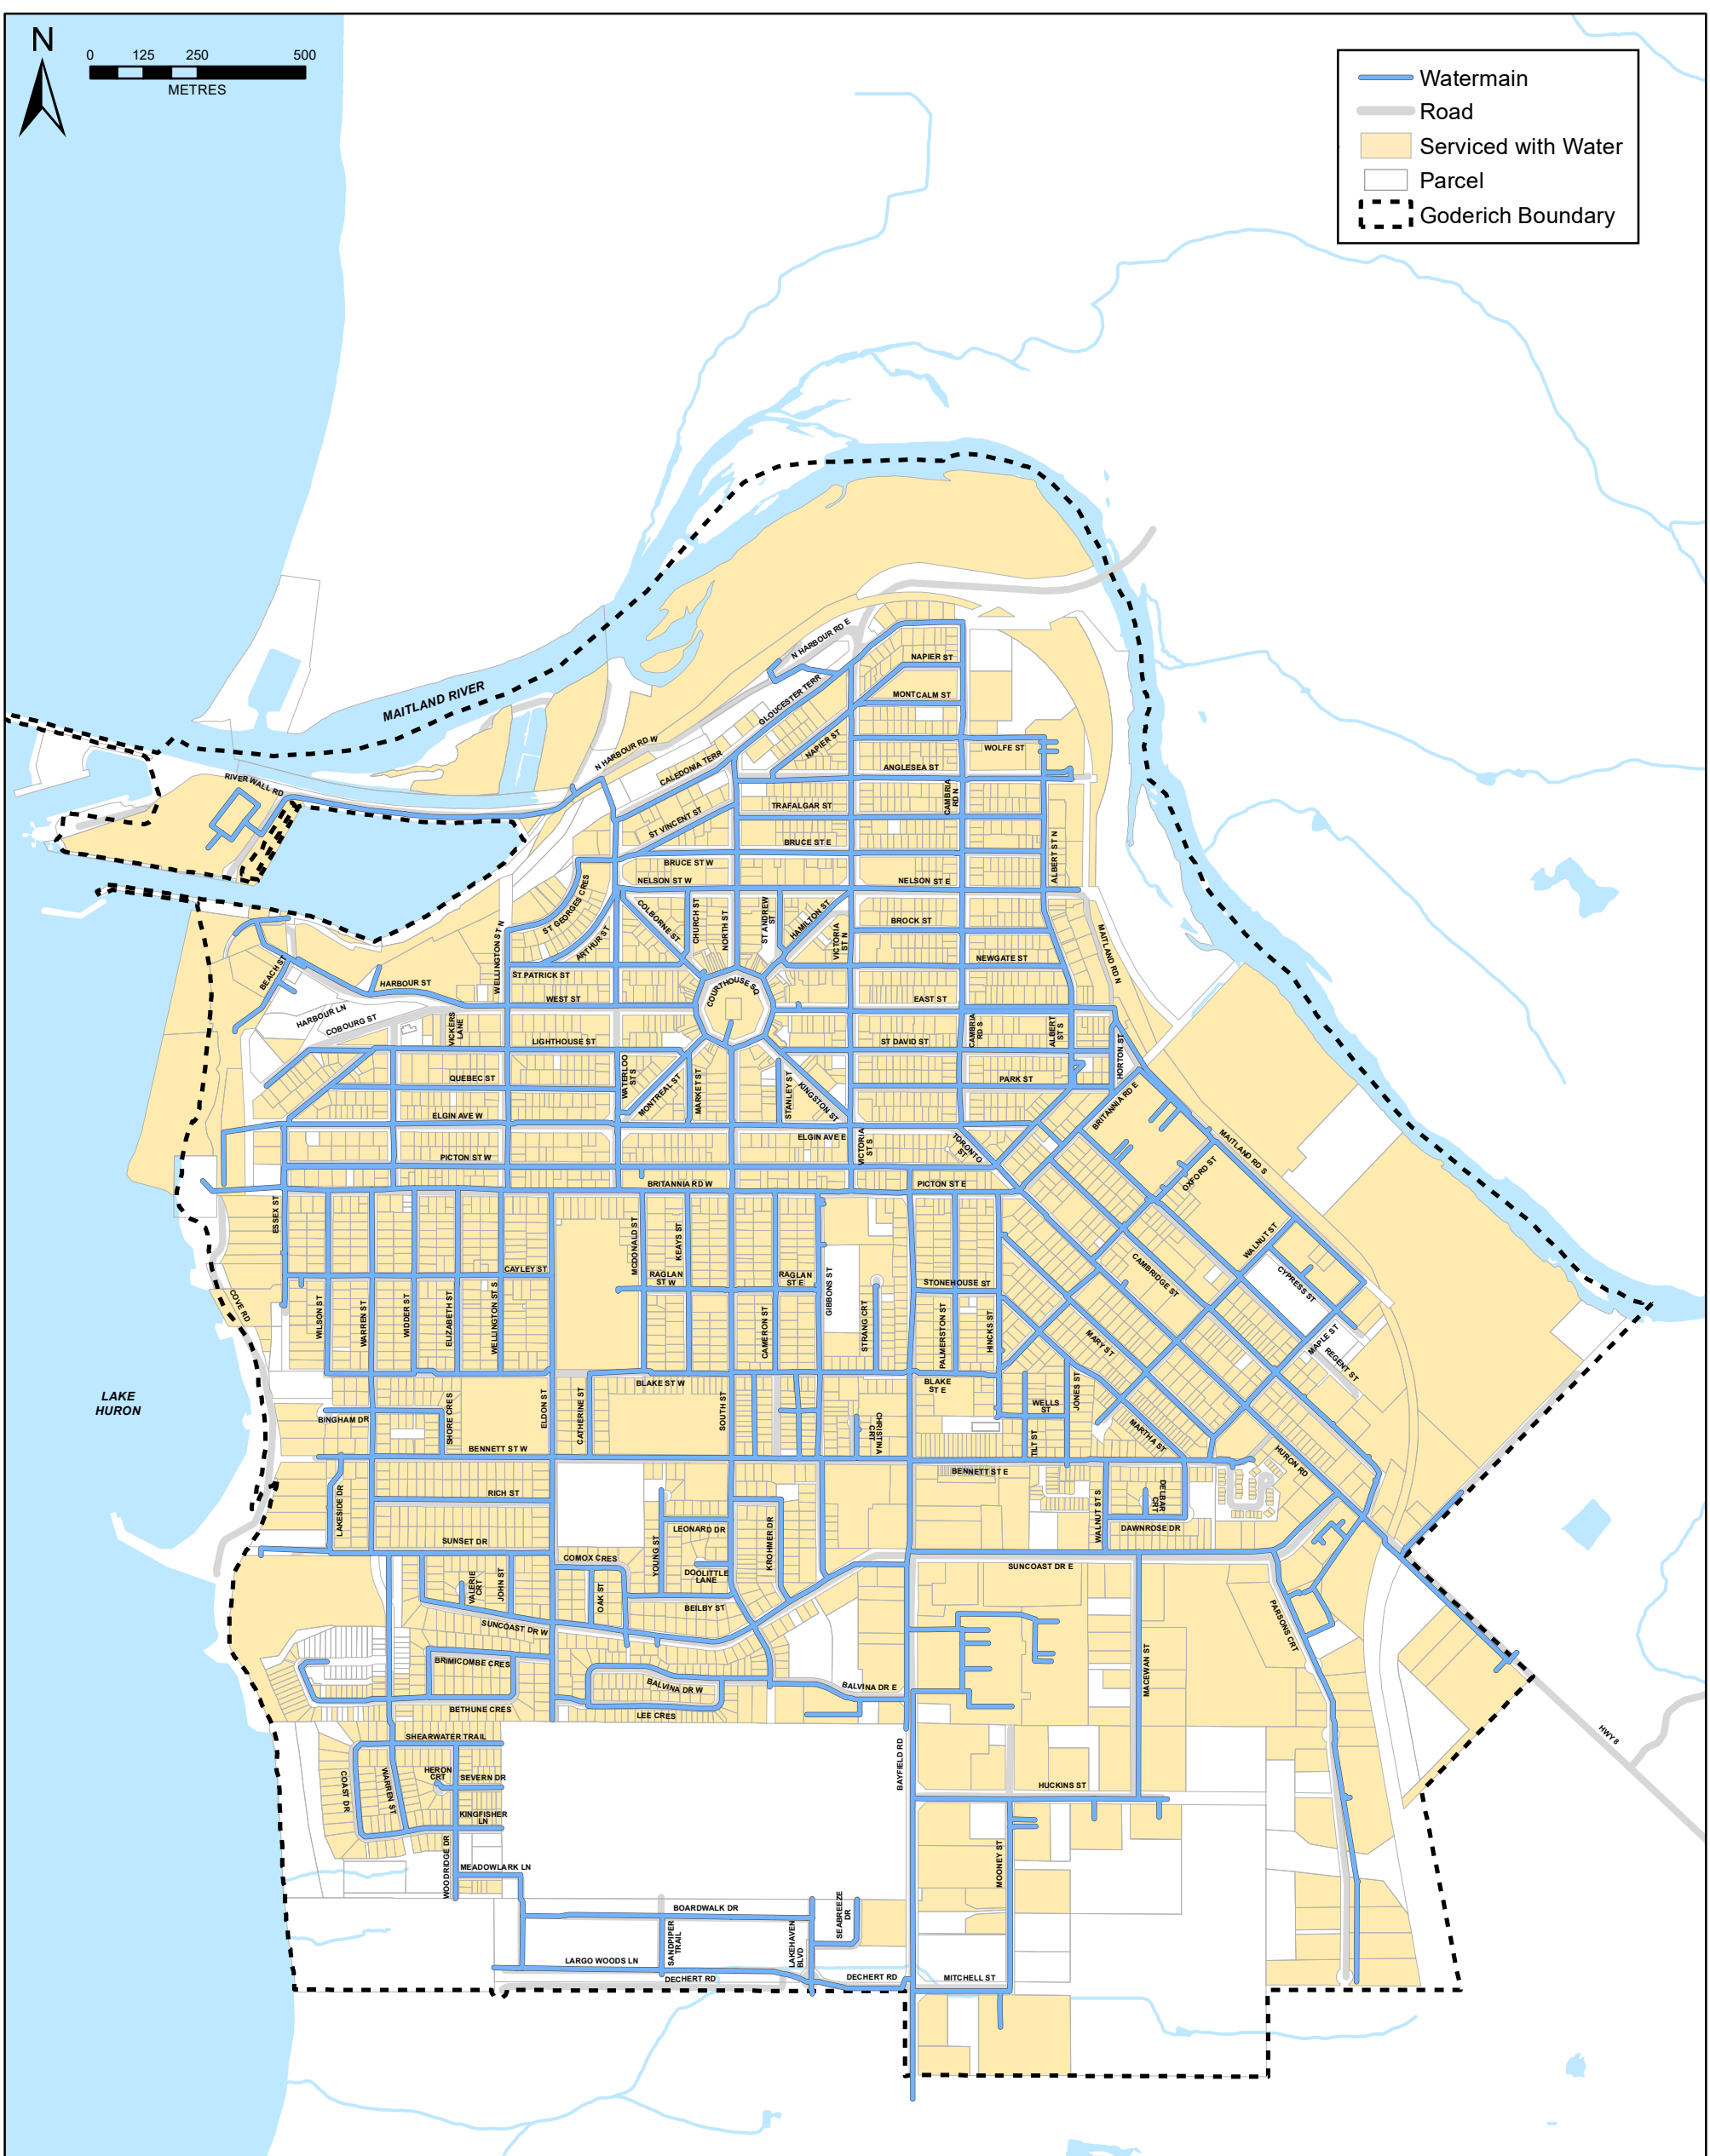 N
0 125 250 500
METRES
Watermain
Road
Serviced with Water
Parcel
Goderich Boundary
MAITLAND RIVER
N HARBOUR RD E
NAPIER ST
MONTCALM ST
GLOUCESTER TERR
NAPIER ST
WOLFE ST
N HARBOUR RD W
CALEDONIA TERR
ANGLESEA ST
RIVER WALL RD
CAMBRIA
RD N
TRAFALGAR ST
ST VINCENT ST
BRUCE ST E
ALBERT ST N
BRUCE ST W
NELSON ST W
NELSON ST E
ST GEORGES CRES
COLBORNE ST
CHURCH ST
NORTH ST
ST ANDREW
ST
HAMILTON ST
BROCK ST
VICTORIA
ST N
ARTHUR ST
WELLINGTON ST N
MAITLAND RD N
NEWGATE ST
ST PATRICK ST
BEACH ST
HARBOUR ST
COURTHOUSE SQ
WEST ST
EAST ST
HARBOUR LN
COBOURG ST
VICKERS
LANE
LIGHTHOUSE ST
ST DAVID ST
CAMBRIA
RD S
ALBERT
ST S
HORTON ST
QUEBEC ST
WATERLOO
ST S
MONTREAL ST
MARKET ST
STANLEY ST
KINGSTON ST
PARK ST
BRITANNIA RD E
ELGIN AVE W
ELGIN AVE E
VICTORIA
ST S
TORONTO
ST
MAITLAND RD S
PICTON ST W
OXFORD ST
BRITANNIA RD W
PICTON ST E
ESSEX ST
MCDONALD ST
KEAYS ST
WALNUT ST
CAYLEY ST
RAGLAN
ST W
RAGLAN
ST E
GIBBONS ST
STONEHOUSE ST
CAMBRIDGE ST
CYPRESS ST
COVE RD
WILSON ST
WARREN ST
WIDDER ST
ELIZABETH ST
WELLINGTON ST S
CAMERON ST
STRANG CRT
PALMERSTON ST
HINCKS ST
MARY ST
MAPLE ST
REGENT ST
LAKE
HURON
BLAKE ST W
BLAKE
ST E
JONES ST
BINGHAM DR
SHORE CRES
ELDON ST
CATHERINE ST
SOUTH ST
CHRISTINA
CRT
WELLS
ST
TILT ST
MARTHA ST
BENNETT ST W
BENNETT ST E
HURON RD
LAKESIDE DR
RICH ST
WALNUT ST S
DELBAR
CRT
DAWNROSE DR
SUNSET DR
LEONARD DR
KROHMER DR
YOUNG ST
COMOX CRES
DOOLITTLE
LANE
SUNCOAST DR E
VALERIE
CRT
JOHN ST
OAK ST
BEILBY ST
SUNCOAST DR W
PARSONS CRT
BRIMICOMBE CRES
MACEWAN ST
BALVINA DR W
BALVINA DR E
BETHUNE CRES
LEE CRES
SHEARWATER TRAIL
BAYFIELD RD
HWY 8
COAST DR
WARREN ST
HERON
CRT
SEVERN DR
HUCKINS ST
KINGFISHER
LN
WOODRIDGE DR
MEADOWLARK LN
MOONEY ST
BOARDWALK DR
SEABREEZE
DR
SANDPIPER
TRAIL
LAKEHAVEN
BLVD
LARGO WOODS LN
DECHERT RD
DECHERT RD
MITCHELL ST